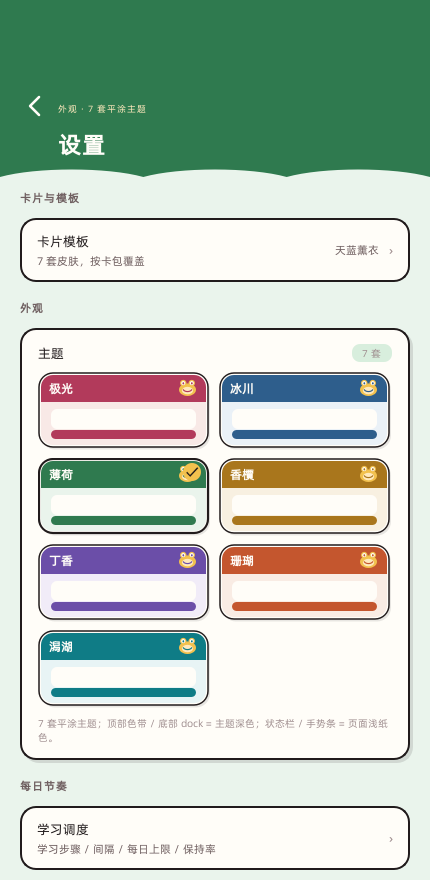 外观 · 7 套平涂主题
设置
卡片与模板
卡片模板
7 套皮肤，按卡包覆盖
天蓝薰衣 ›
外观
主题
7 套
极光
冰川
薄荷
香檟
丁香
珊瑚
潟湖
7 套平涂主题；顶部色带 / 底部 dock = 主题深色；状态栏 / 手势条 = 页面浅纸
色。
每日节奏
学习调度
学习步骤 / 间隔 / 每日上限 / 保持率
›